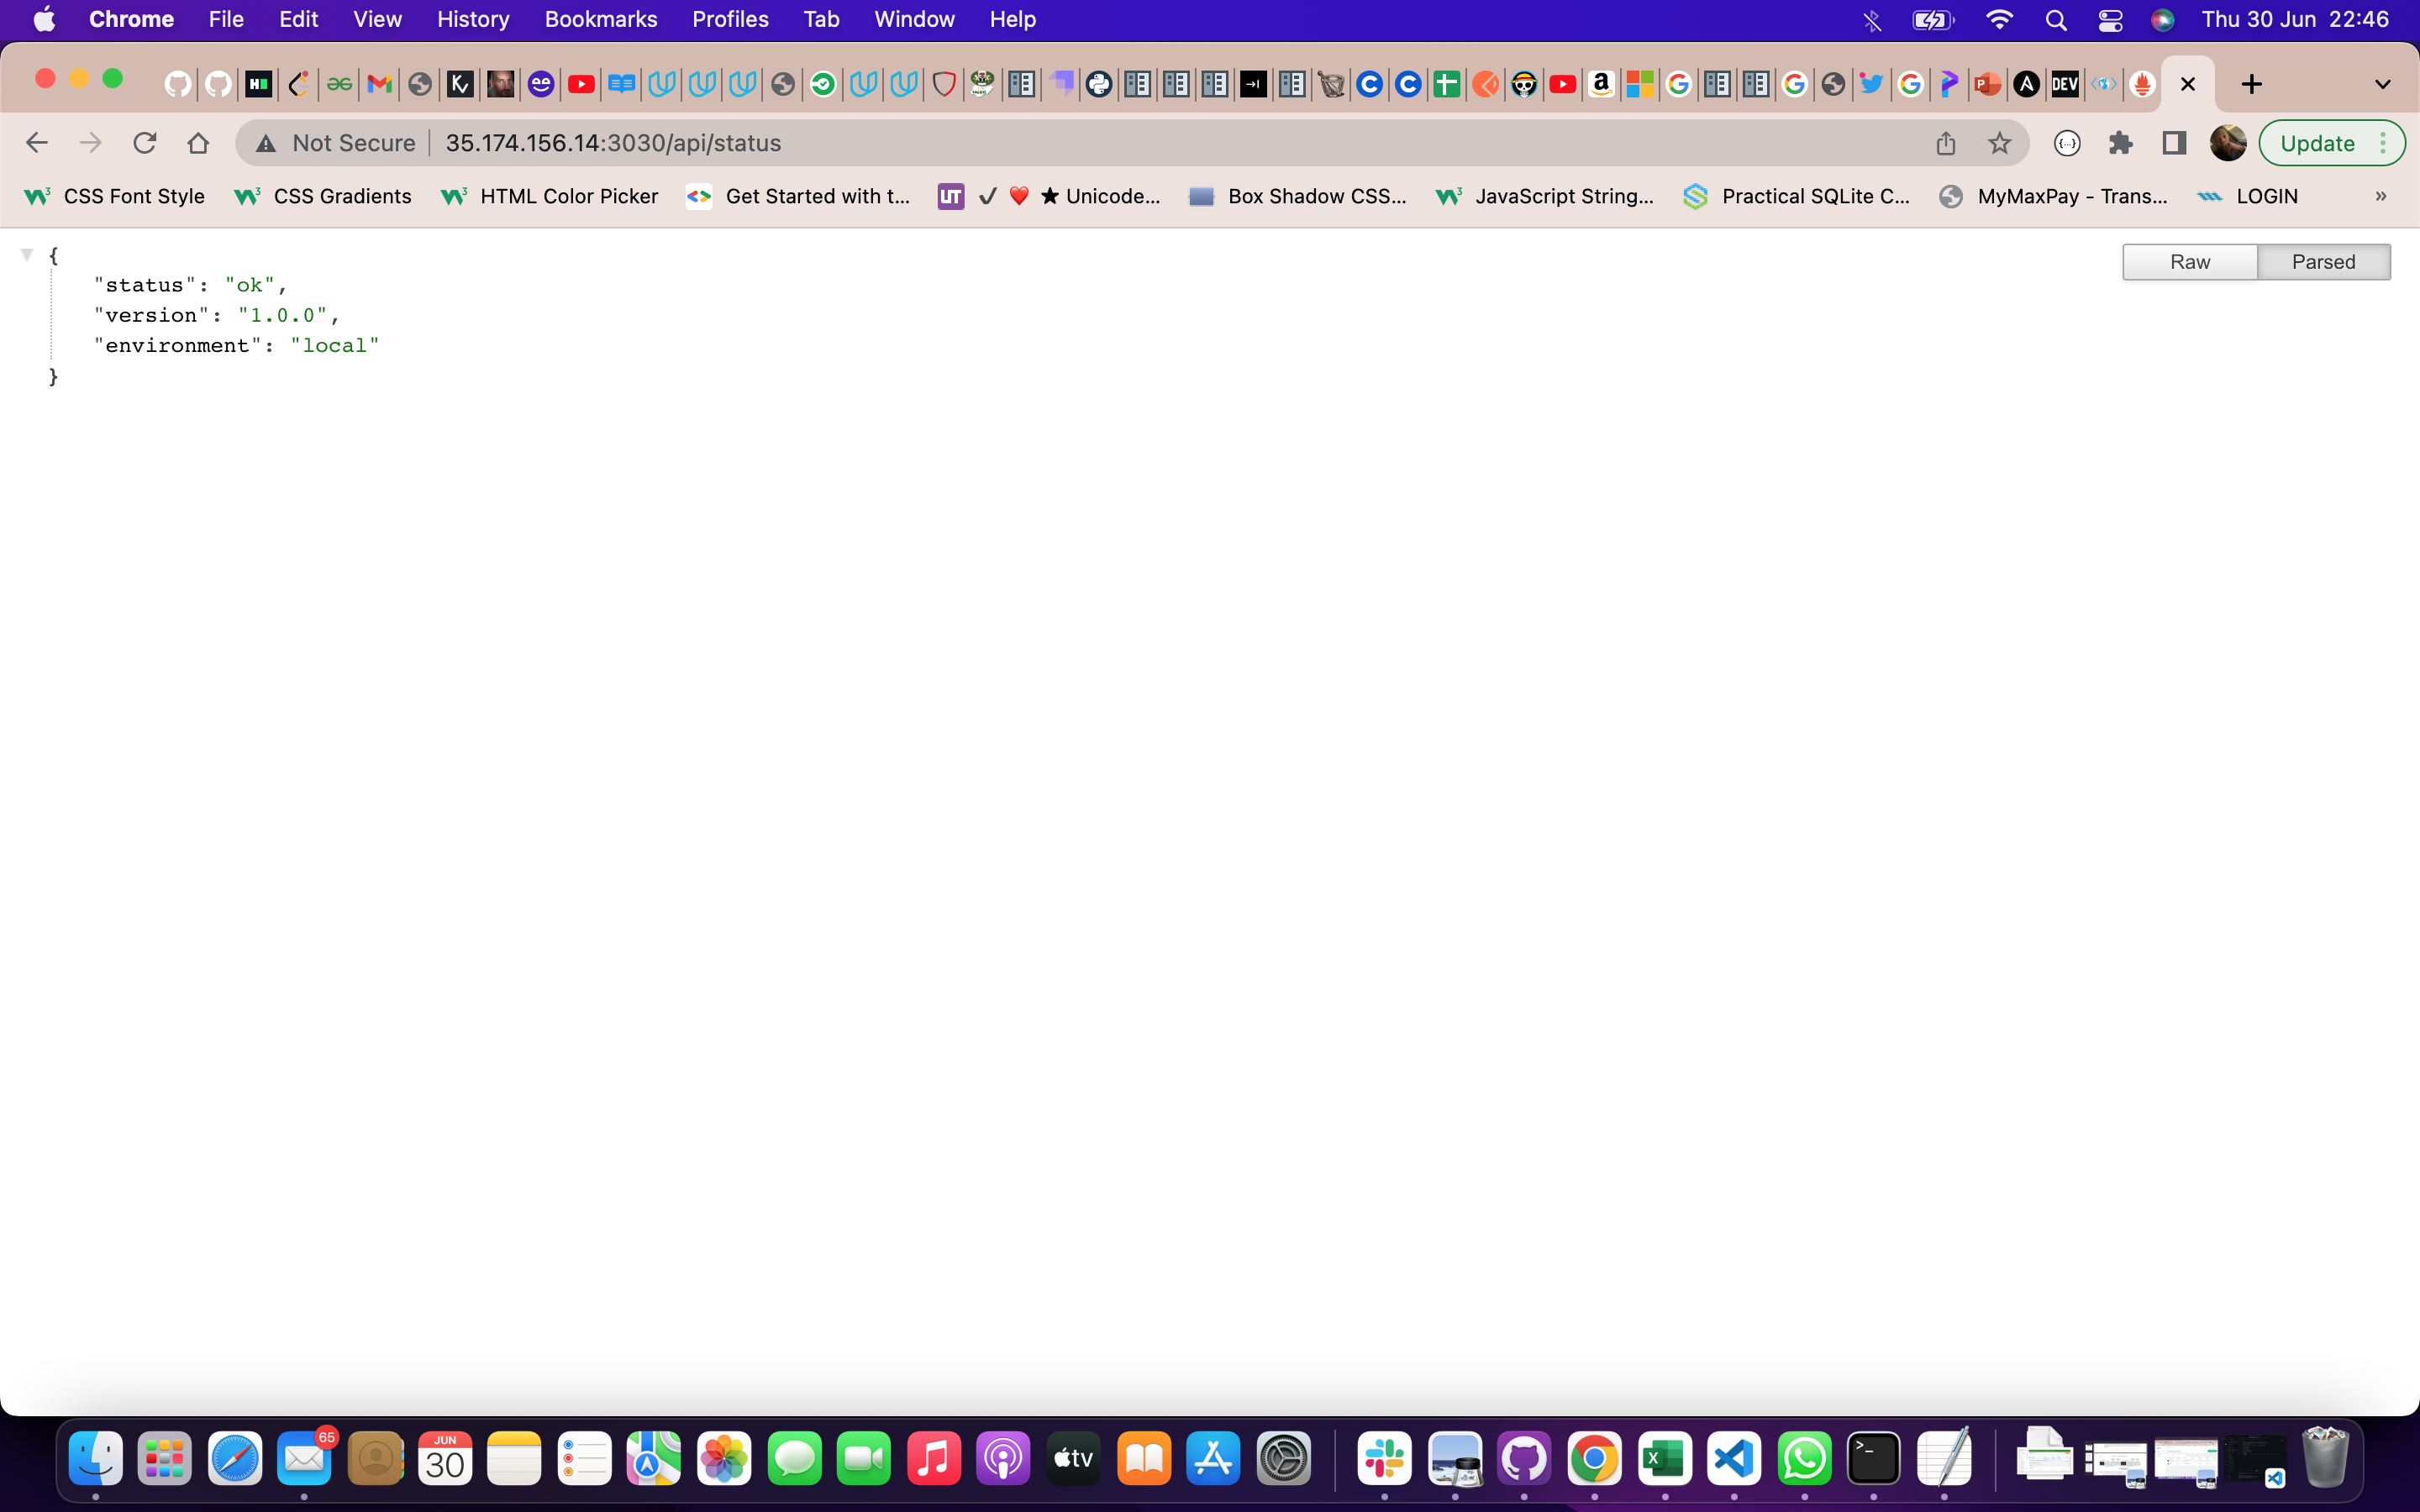 Chrome File Edit View History Bookmarks Profiles Tab Window Help Thu 30 Jun 22:46
Not Secure 35.174.156.14:3030/api/status Update
CSS Font Style CSS Gradients HTML Color Picker Get Started with t... UT ✓ ❤️ ★ Unicode... Box Shadow CSS... JavaScript String... Practical SQLite C... MyMaxPay - Trans... LOGIN »
Raw Parsed
{
"status": "ok",
"version": "1.0.0",
"environment": "local"
}
65
JUN
30
tv